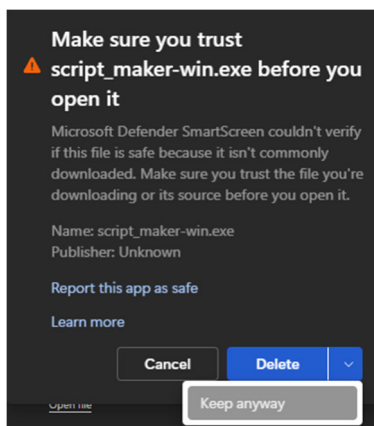 Make sure you trust
script_maker-win.exe before you
open it
Microsoft Defender SmartScreen couldn't verify
if this file is safe because it isn't commonly
downloaded. Make sure you trust the file you're
downloading or its source before you open it.
Name: script_maker-win.exe
Publisher: Unknown
Report this app as safe
Learn more
Cancel
Delete
Keep anyway
Open file